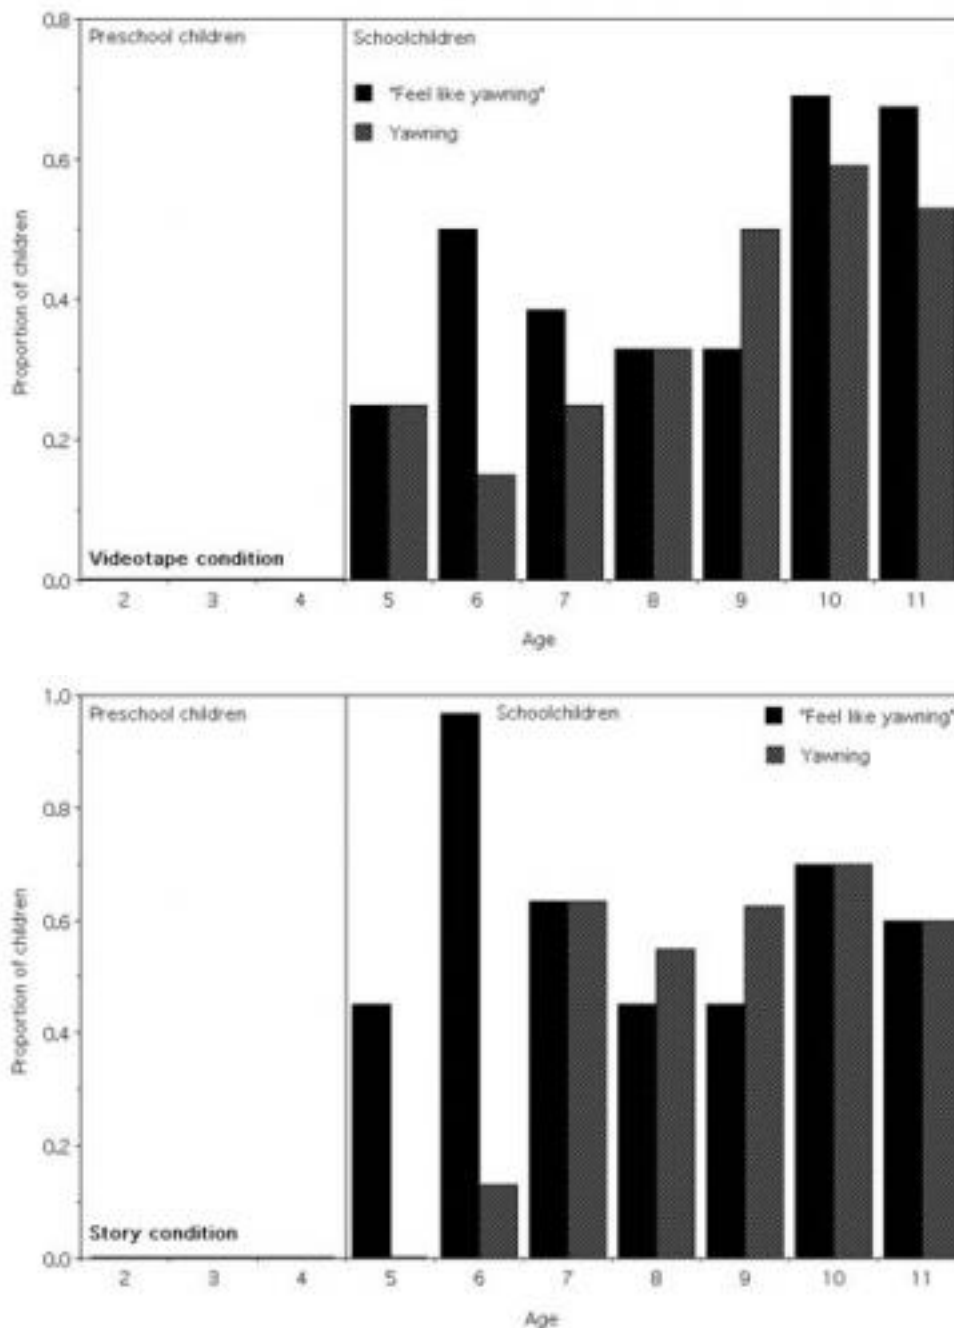 0.8
Preschool children
Schoolchildren
"Feel like yawning"
Yawning
0.6
0.4
0.2
0.0
Proportion of children
Videotape condition
2 3 4 5 6 7 8 9 10 11
Age
1.0
Preschool children
Schoolchildren
"Feel like yawning"
Yawning
0.8
0.6
0.4
0.2
0.0
Proportion of children
Story condition
2 3 4 5 6 7 8 9 10 11
Age